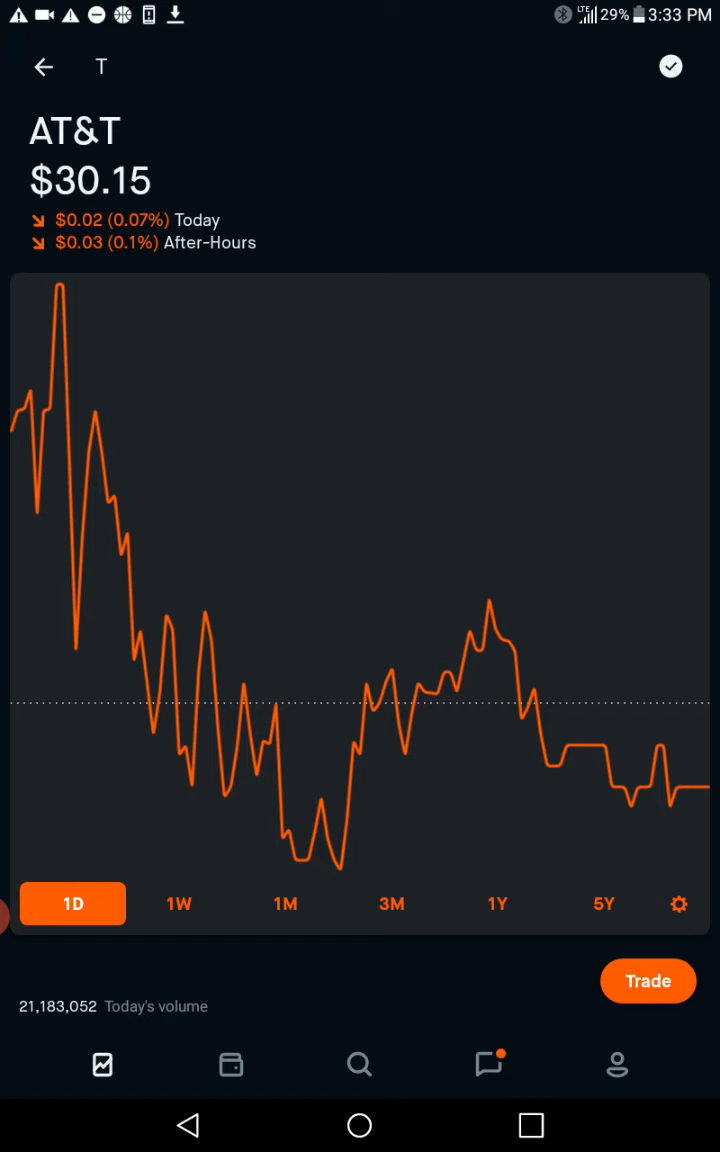 LTE 29% 3:33 PM
T
AT&T
$30.15
$0.02 (0.07%) Today
$0.03 (0.1%) After-Hours
1D 1W 1M 3M 1Y 5Y
Trade
21,183,052 Today's volume